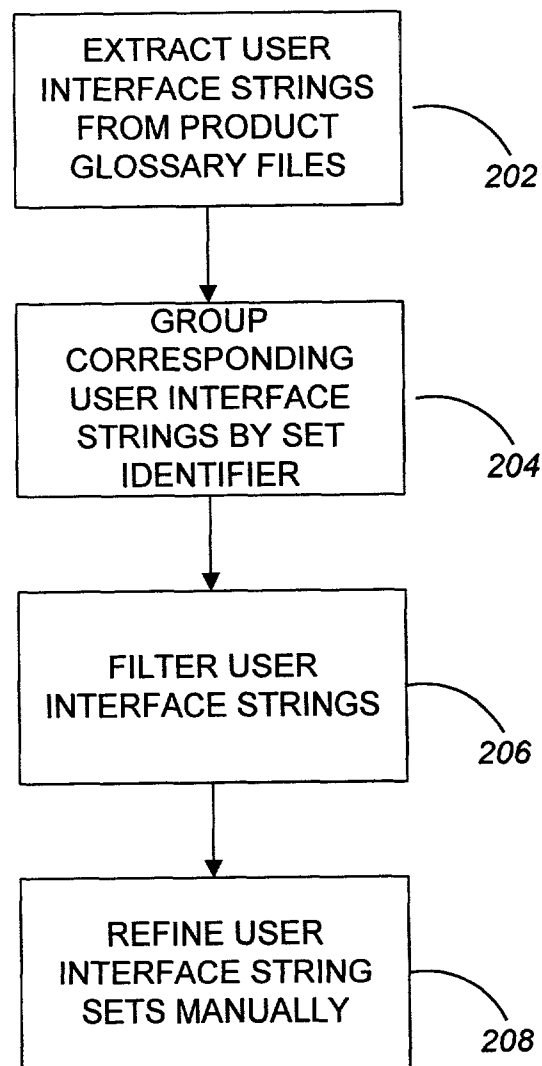 EXTRACT USER
INTERFACE STRINGS
FROM PRODUCT
GLOSSARY FILES
202
GROUP
CORRESPONDING
USER INTERFACE
STRINGS BY SET
IDENTIFIER
204
FILTER USER
INTERFACE STRINGS
206
REFINE USER
INTERFACE STRING
SETS MANUALLY
208